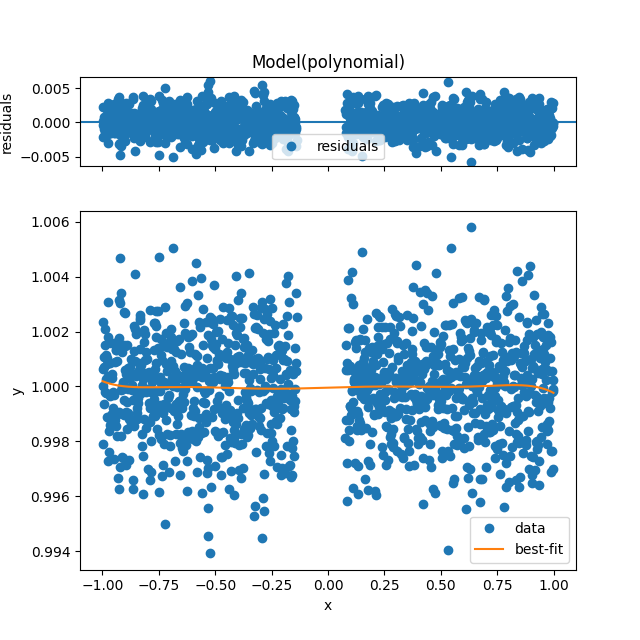 Model(polynomial)
residuals
0.005
0.000
−0.005
residuals
y
1.006
1.004
1.002
1.000
0.998
0.996
0.994
data
best-fit
−1.00 −0.75 −0.50 −0.25 0.00 0.25 0.50 0.75 1.00
x